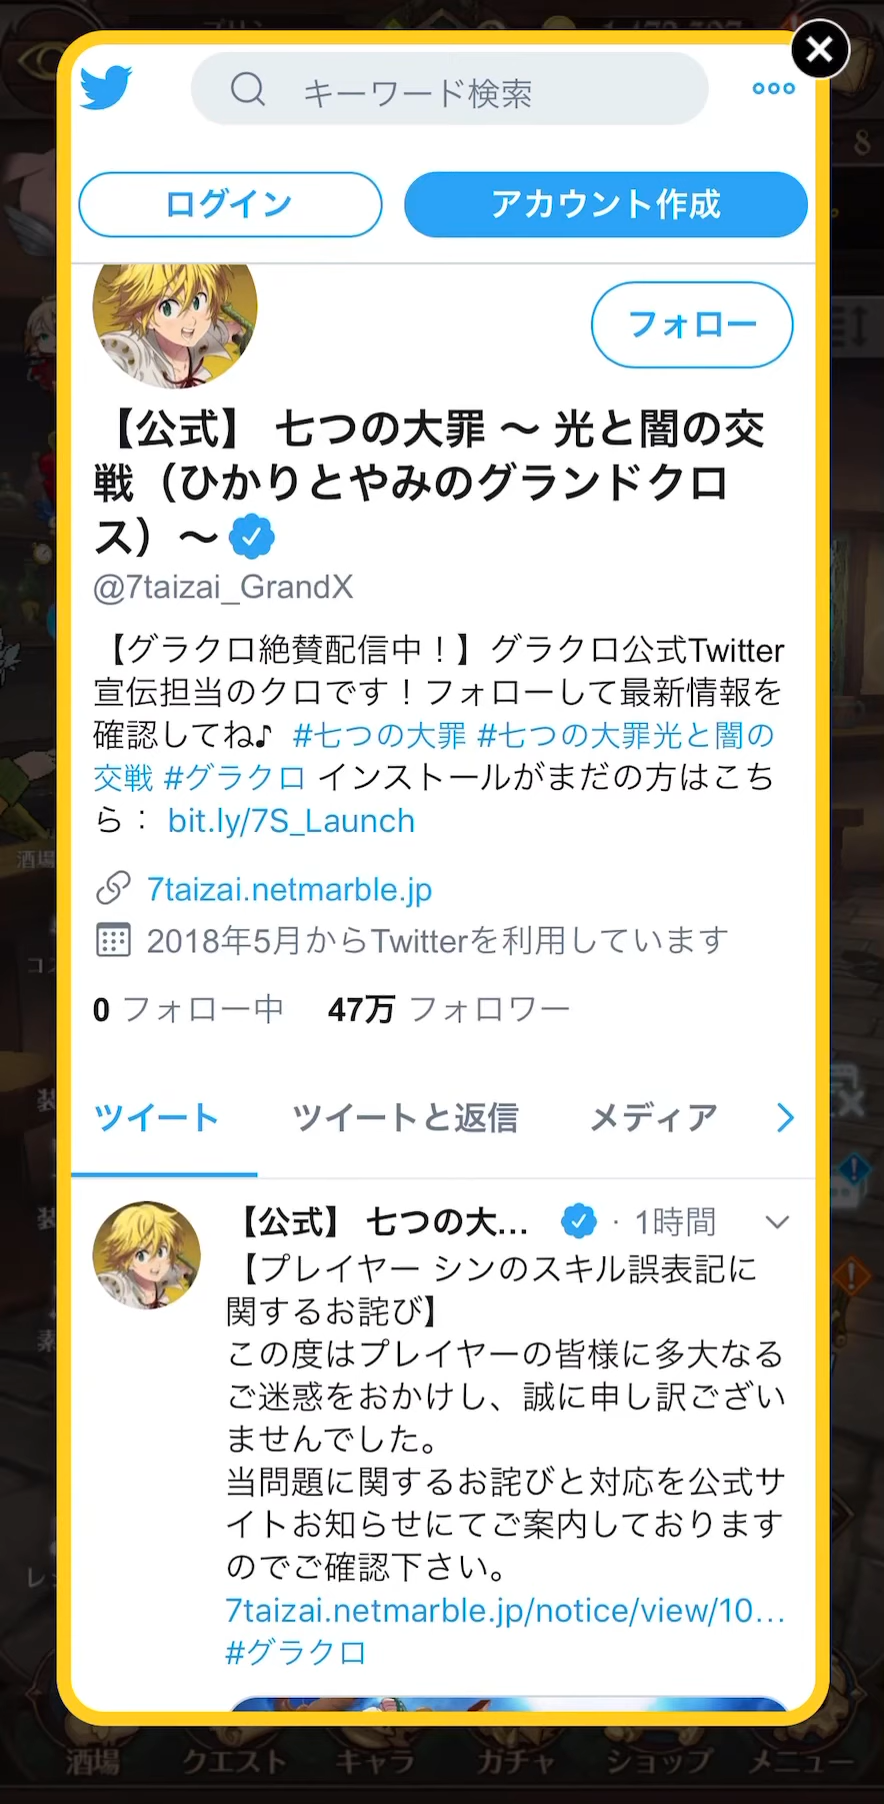 キーワード検索
ログイン
アカウント作成
フォロー
【公式】 七つの大罪 〜 光と闇の交
戦（ひかりとやみのグランドクロ
ス）〜
@7taizai_GrandX
【グラクロ絶賛配信中！】グラクロ公式Twitter
宣伝担当のクロです！フォローして最新情報を
確認してね♪ #七つの大罪 #七つの大罪光と闇の
交戦 #グラクロ インストールがまだの方はこち
ら： bit.ly/7S_Launch
7taizai.netmarble.jp
2018年5月からTwitterを利用しています
0 フォロー中 47万 フォロワー
ツイート ツイートと返信 メディア
【公式】 七つの大... · 1時間
【プレイヤー シンのスキル誤表記に
関するお詫び】
この度はプレイヤーの皆様に多大なる
ご迷惑をおかけし、誠に申し訳ござい
ませんでした。
当問題に関するお詫びと対応を公式サ
イトお知らせにてご案内しております
のでご確認下さい。
7taizai.netmarble.jp/notice/view/10...
#グラクロ
酒場 クエスト キャラ ガチャ ショップ メニュー